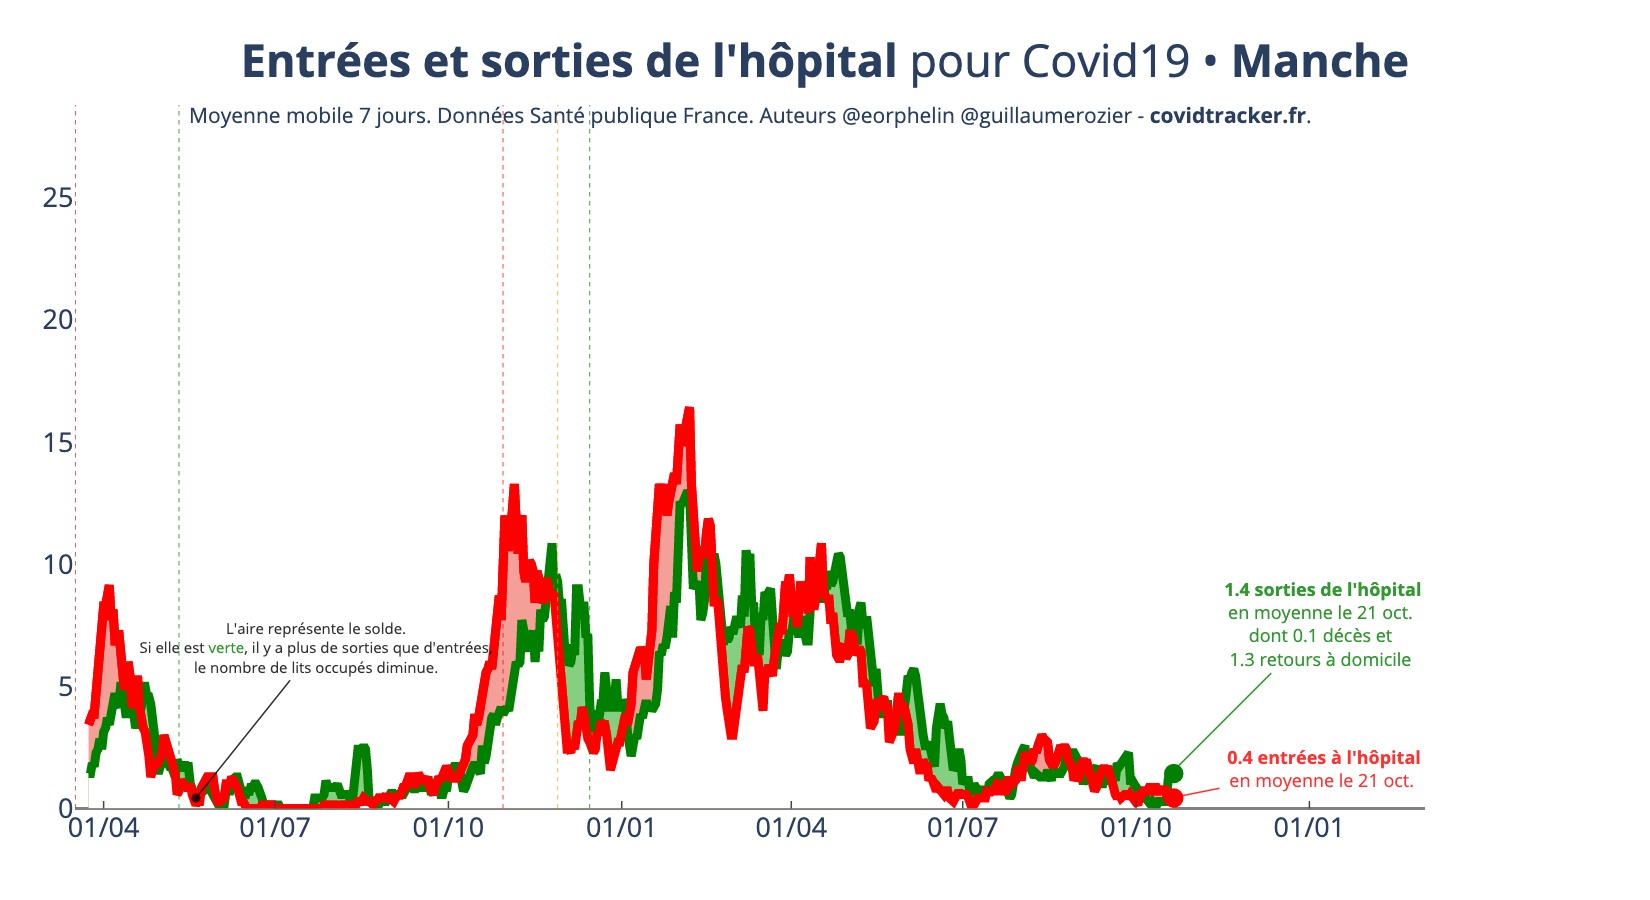 Entrées et sorties de l'hôpital pour Covid19 • Manche
Moyenne mobile 7 jours. Données Santé publique France. Auteurs @eorphelin @guillaumerozier - covidtracker.fr.
25
20
15
10
5
0
L'aire représente le solde.
Si elle est verte, il y a plus de sorties que d'entrées,
le nombre de lits occupés diminue.
1.4 sorties de l'hôpital
en moyenne le 21 oct.
dont 0.1 décès et
1.3 retours à domicile
0.4 entrées à l'hôpital
en moyenne le 21 oct.
01/04 01/07 01/10 01/01 01/04 01/07 01/10 01/01